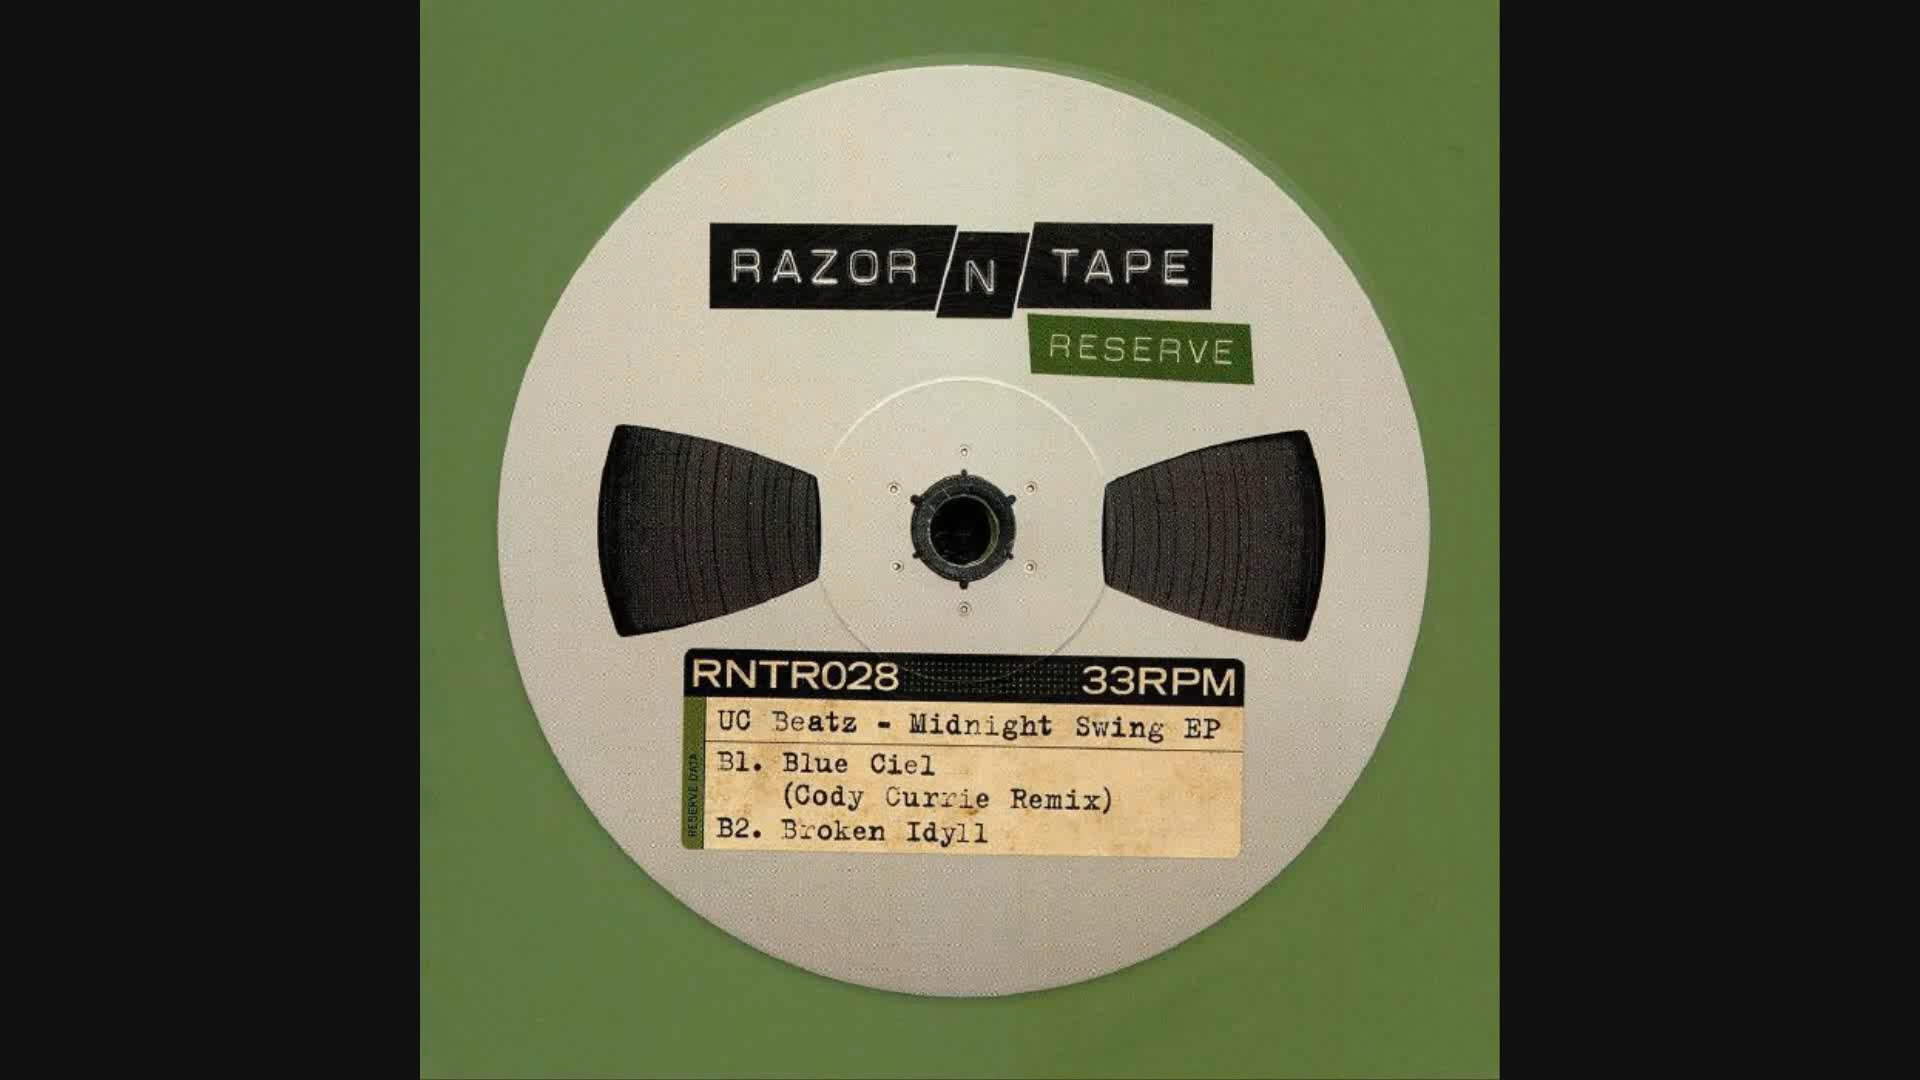 RAZOR N TAPE
RESERVE
RNTR028 33RPM
UC Beatz - Midnight Swing EP
RESERVE DATA
B1. Blue Ciel
(Cody Currie Remix)
B2. Broken Idyll